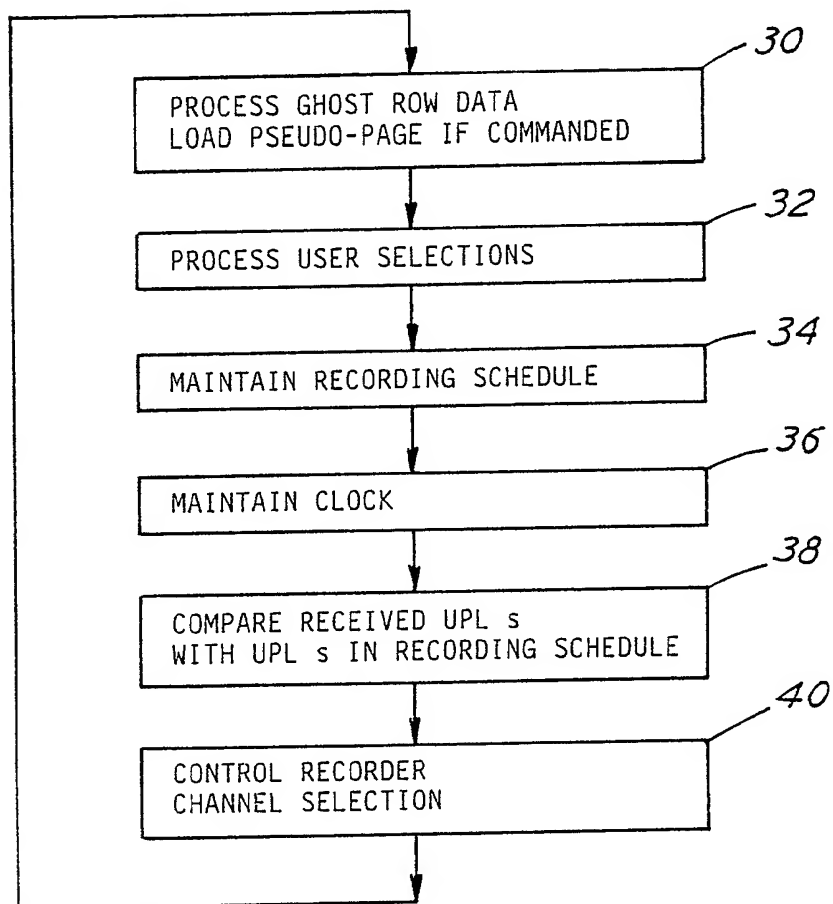 30
PROCESS GHOST ROW DATA
LOAD PSEUDO-PAGE IF COMMANDED
32
PROCESS USER SELECTIONS
34
MAINTAIN RECORDING SCHEDULE
36
MAINTAIN CLOCK
38
COMPARE RECEIVED UPL s
WITH UPL s IN RECORDING SCHEDULE
40
CONTROL RECORDER
CHANNEL SELECTION